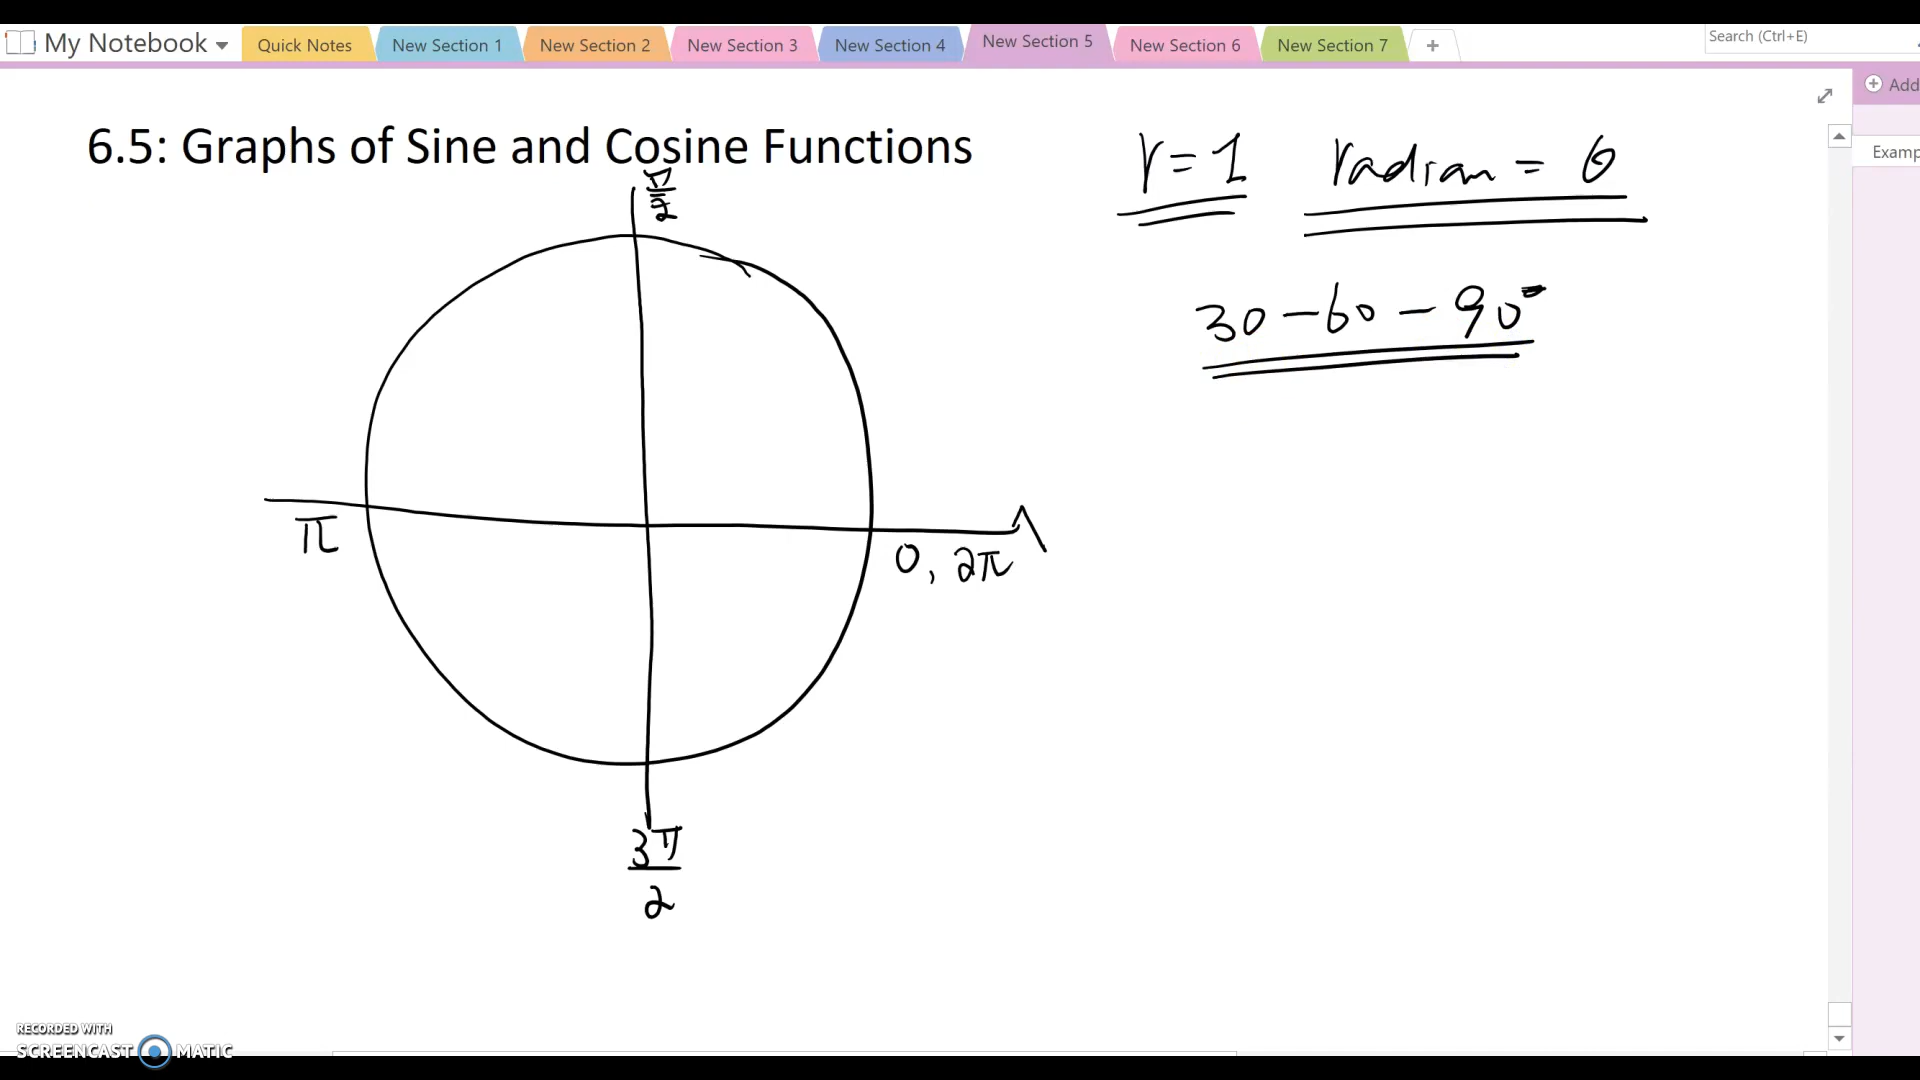 My Notebook
Quick Notes
New Section 1
New Section 2
New Section 3
New Section 4
New Section 5
New Section 6
New Section 7
+
Search (Ctrl+E)
Add
Examp
6.5: Graphs of Sine and Cosine Functions
r = 1
radian = θ
30 - 60 - 90°
π/2
π
0, 2π
3π/2
RECORDED WITH
SCREENCAST MATIC